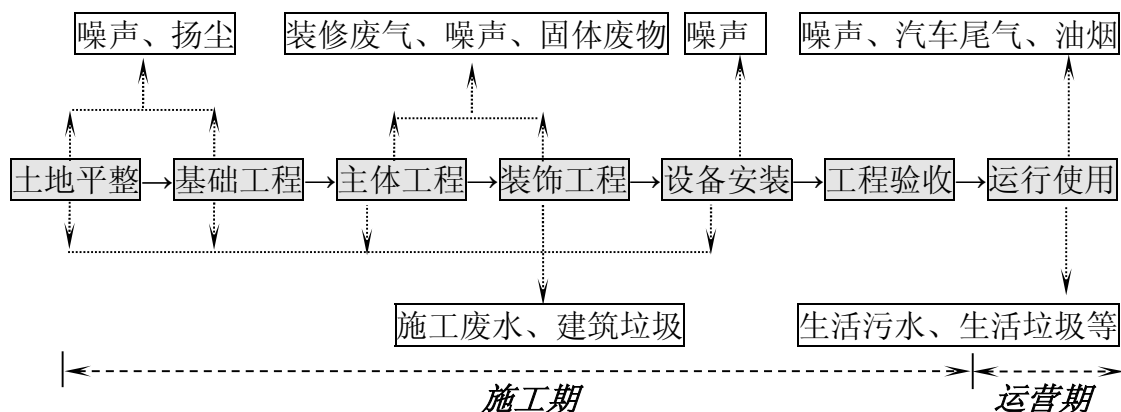 噪声、扬尘
装修废气、噪声、固体废物
噪声
噪声、汽车尾气、油烟
土地平整→基础工程→主体工程→装饰工程→设备安装→工程验收→运行使用
施工废水、建筑垃圾
生活污水、生活垃圾等
施工期
运营期